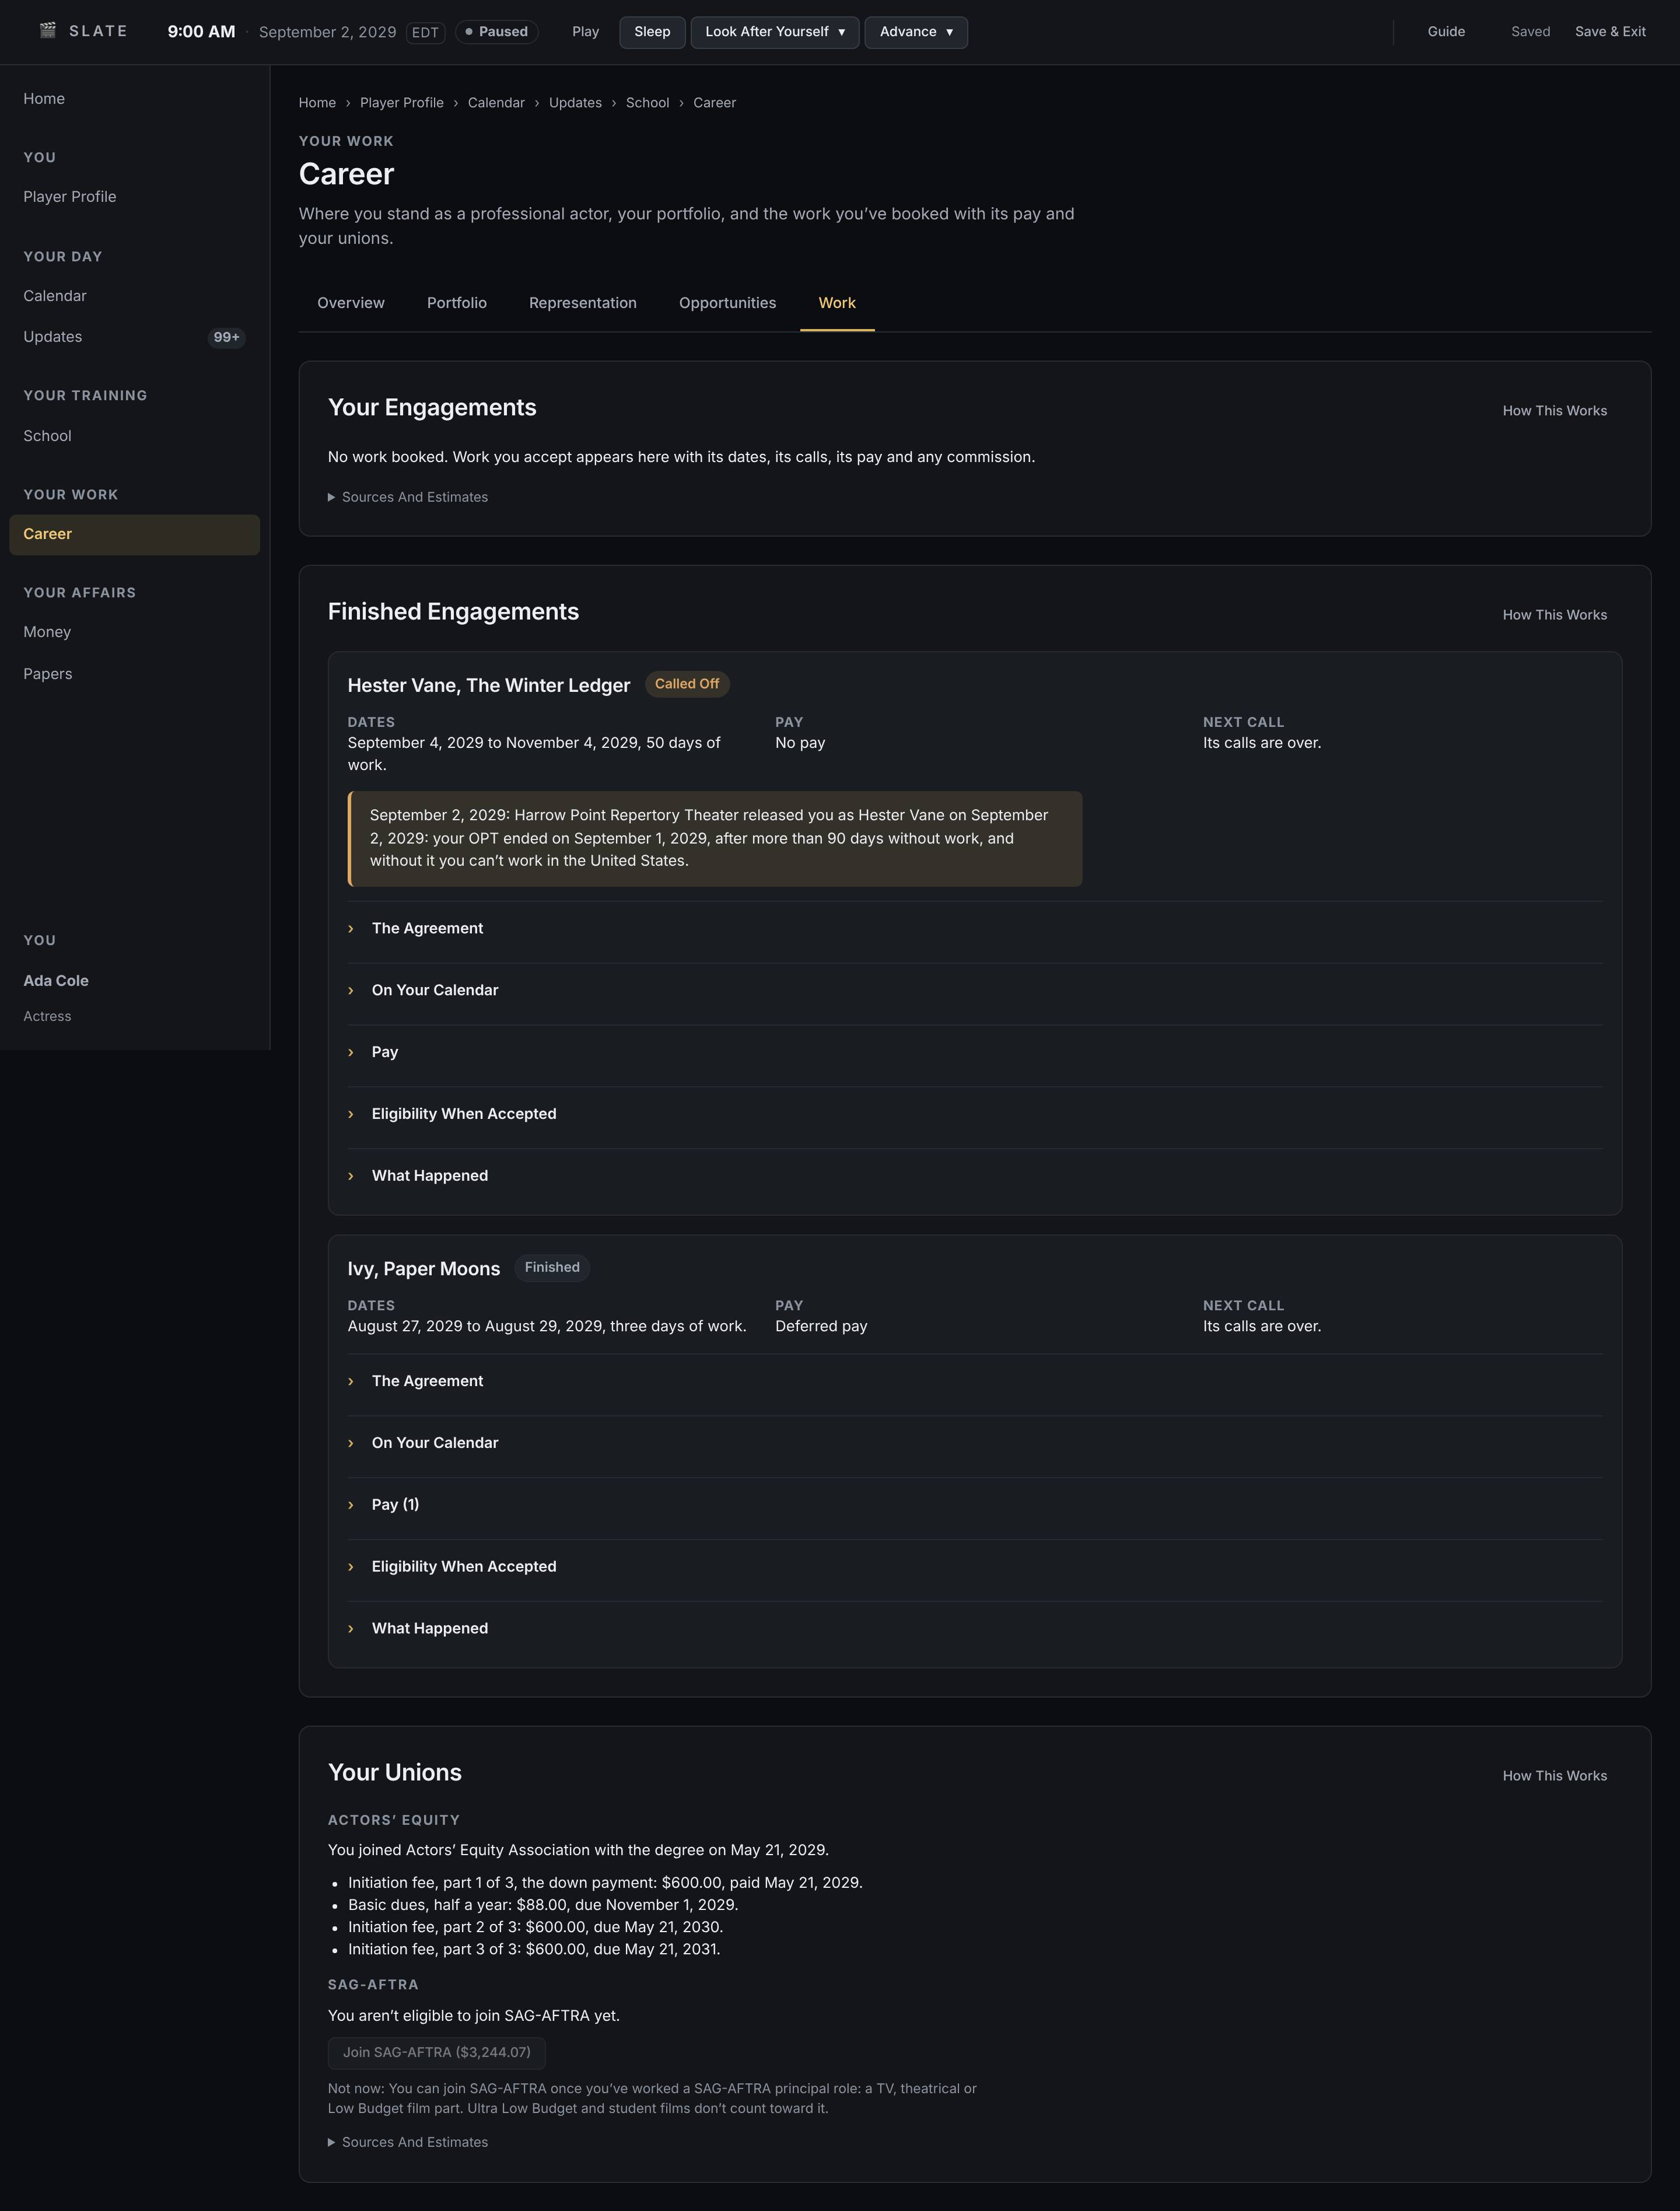 SLATE
9:00 AM · September 2, 2029 EDT Paused Play Sleep Look After Yourself ▾ Advance ▾ Guide Saved Save & Exit
Home
YOU
Player Profile
YOUR DAY
Calendar
Updates 99+
YOUR TRAINING
School
YOUR WORK
Career
YOUR AFFAIRS
Money
Papers
YOU
Ada Cole
Actress
Home › Player Profile › Calendar › Updates › School › Career
YOUR WORK
Career
Where you stand as a professional actor, your portfolio, and the work you’ve booked with its pay and
your unions.
Overview Portfolio Representation Opportunities Work
Your Engagements How This Works
No work booked. Work you accept appears here with its dates, its calls, its pay and any commission.
Sources And Estimates
Finished Engagements How This Works
Hester Vane, The Winter Ledger Called Off
DATES PAY NEXT CALL
September 4, 2029 to November 4, 2029, 50 days of No pay Its calls are over.
work.
September 2, 2029: Harrow Point Repertory Theater released you as Hester Vane on September
2, 2029: your OPT ended on September 1, 2029, after more than 90 days without work, and
without it you can’t work in the United States.
› The Agreement
› On Your Calendar
› Pay
› Eligibility When Accepted
› What Happened
Ivy, Paper Moons Finished
DATES PAY NEXT CALL
August 27, 2029 to August 29, 2029, three days of work. Deferred pay Its calls are over.
› The Agreement
› On Your Calendar
› Pay (1)
› Eligibility When Accepted
› What Happened
Your Unions How This Works
ACTORS’ EQUITY
You joined Actors’ Equity Association with the degree on May 21, 2029.
• Initiation fee, part 1 of 3, the down payment: $600.00, paid May 21, 2029.
• Basic dues, half a year: $88.00, due November 1, 2029.
• Initiation fee, part 2 of 3: $600.00, due May 21, 2030.
• Initiation fee, part 3 of 3: $600.00, due May 21, 2031.
SAG-AFTRA
You aren’t eligible to join SAG-AFTRA yet.
Join SAG-AFTRA ($3,244.07)
Not now: You can join SAG-AFTRA once you’ve worked a SAG-AFTRA principal role: a TV, theatrical or
Low Budget film part. Ultra Low Budget and student films don’t count toward it.
Sources And Estimates